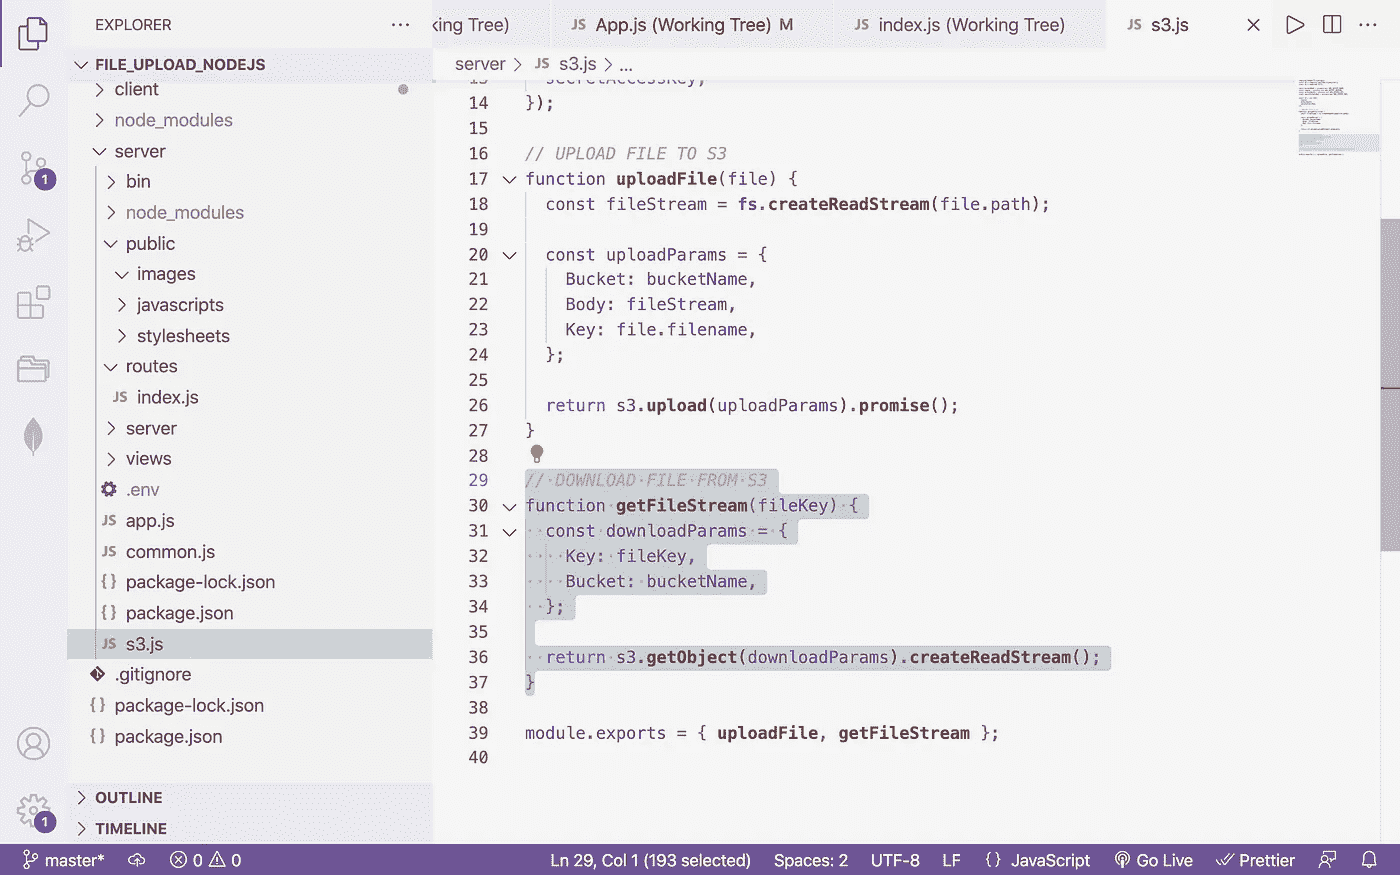 EXPLORER
FILE_UPLOAD_NODEJS
client
node_modules
server
bin
node_modules
public
images
javascripts
stylesheets
routes
JS index.js
server
views
.env
JS app.js
JS common.js
{} package-lock.json
{} package.json
JS s3.js
.gitignore
{} package-lock.json
{} package.json
OUTLINE
TIMELINE
1
1
king Tree)
JS App.js (Working Tree) M
JS index.js (Working Tree)
JS s3.js
server > JS s3.js > ...
13 secretAccessKey,
14 });
15
16 // UPLOAD FILE TO S3
17 function uploadFile(file) {
18 const fileStream = fs.createReadStream(file.path);
19
20 const uploadParams = {
21 Bucket: bucketName,
22 Body: fileStream,
23 Key: file.filename,
24 };
25
26 return s3.upload(uploadParams).promise();
27 }
28
29 // DOWNLOAD FILE FROM S3
30 function getFileStream(fileKey) {
31 const downloadParams = {
32 Key: fileKey,
33 Bucket: bucketName,
34 };
35
36 return s3.getObject(downloadParams).createReadStream();
37 }
38
39 module.exports = { uploadFile, getFileStream };
40
master* 0 0 Ln 29, Col 1 (193 selected) Spaces: 2 UTF-8 LF {} JavaScript Go Live Prettier